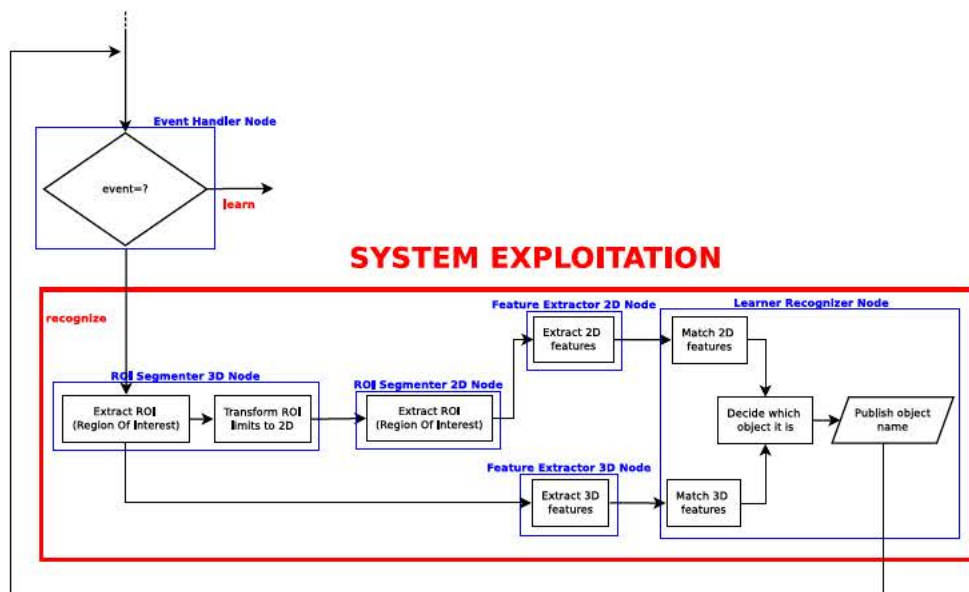 Event Handler Node
event=?
learn
SYSTEM EXPLOITATION
recognize
ROI Segmenter 3D Node
Extract ROI
(Region Of Interest)
Transform ROI
limits to 2D
ROI Segmenter 2D Node
Extract ROI
(Region Of Interest)
Feature Extractor 2D Node
Extract 2D
features
Feature Extractor 3D Node
Extract 3D
features
Learner Recognizer Node
Match 2D
features
Decide which
object it is
Publish object
name
Match 3D
features